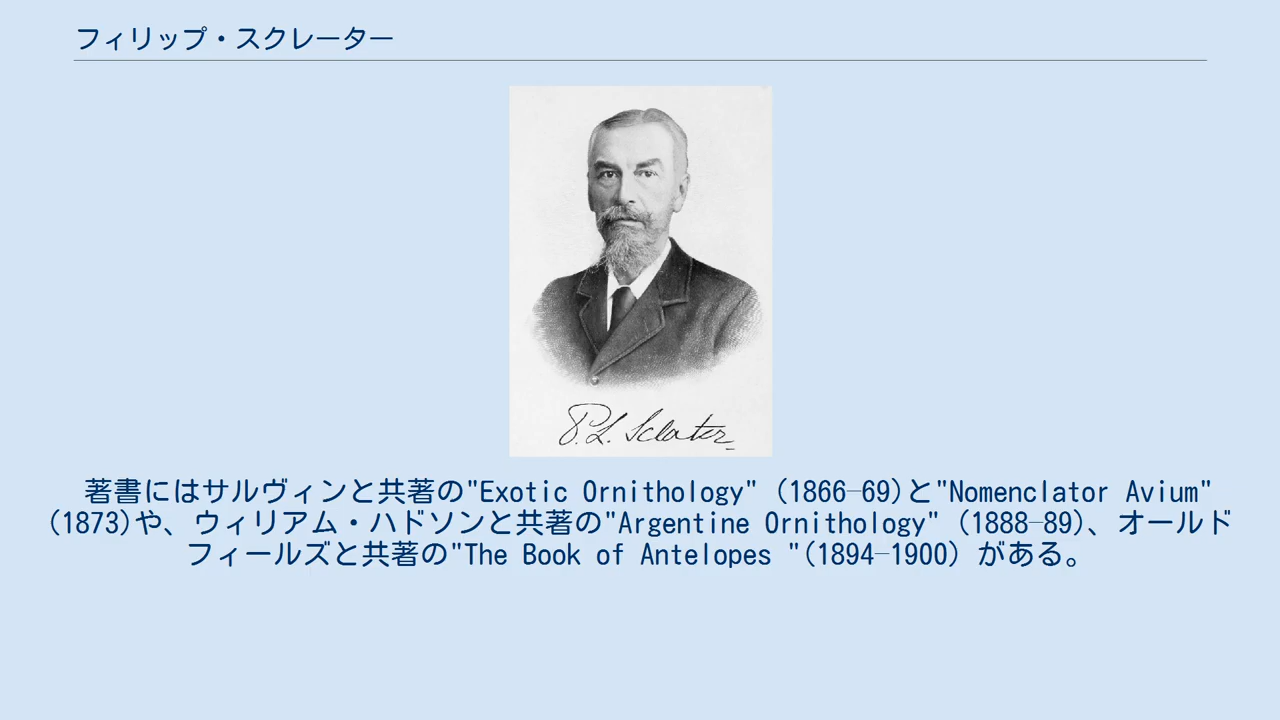 フィリップ・スクレーター
P. L. Sclater
著書にはサルヴィンと共著の"Exotic Ornithology" (1866–69)と"Nomenclator Avium"
(1873)や、ウィリアム・ハドソンと共著の"Argentine Ornithology" (1888–89)、オールド
フィールズと共著の"The Book of Antelopes "(1894–1900) がある。